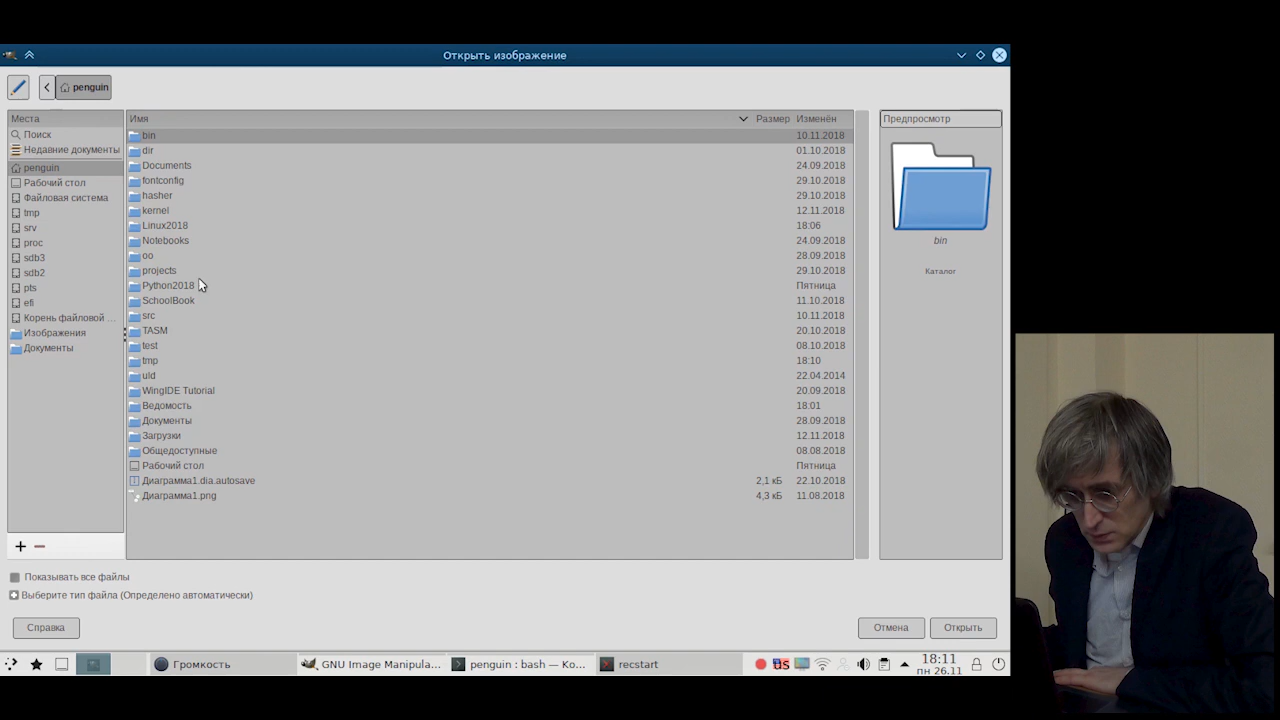 Открыть изображение
penguin
Места
Поиск
Недавние документы
penguin
Рабочий стол
Файловая система
tmp
srv
proc
sdb3
sdb2
pts
efi
Корень файловой ...
Изображения
Документы
Имя Размер Изменён
bin 10.11.2018
dir 01.10.2018
Documents 24.09.2018
fontconfig 29.10.2018
hasher 29.10.2018
kernel 12.11.2018
Linux2018 18:06
Notebooks 24.09.2018
oo 28.09.2018
projects 29.10.2018
Python2018 Пятница
SchoolBook 11.10.2018
src 10.11.2018
TASM 20.10.2018
test 08.10.2018
tmp 18:10
uld 22.04.2014
WingIDE Tutorial 20.09.2018
Ведомость 18:01
Документы 28.09.2018
Загрузки 12.11.2018
Общедоступные 08.08.2018
Рабочий стол Пятница
Диаграмма1.dia.autosave 2,1 кБ 22.10.2018
Диаграмма1.png 4,3 кБ 11.08.2018
Предпросмотр
bin
Каталог
Показывать все файлы
Выберите тип файла (Определено автоматически)
Справка Отмена Открыть
Громкость GNU Image Manipula... penguin : bash — Ko... recstart US 18:11
пн 26.11